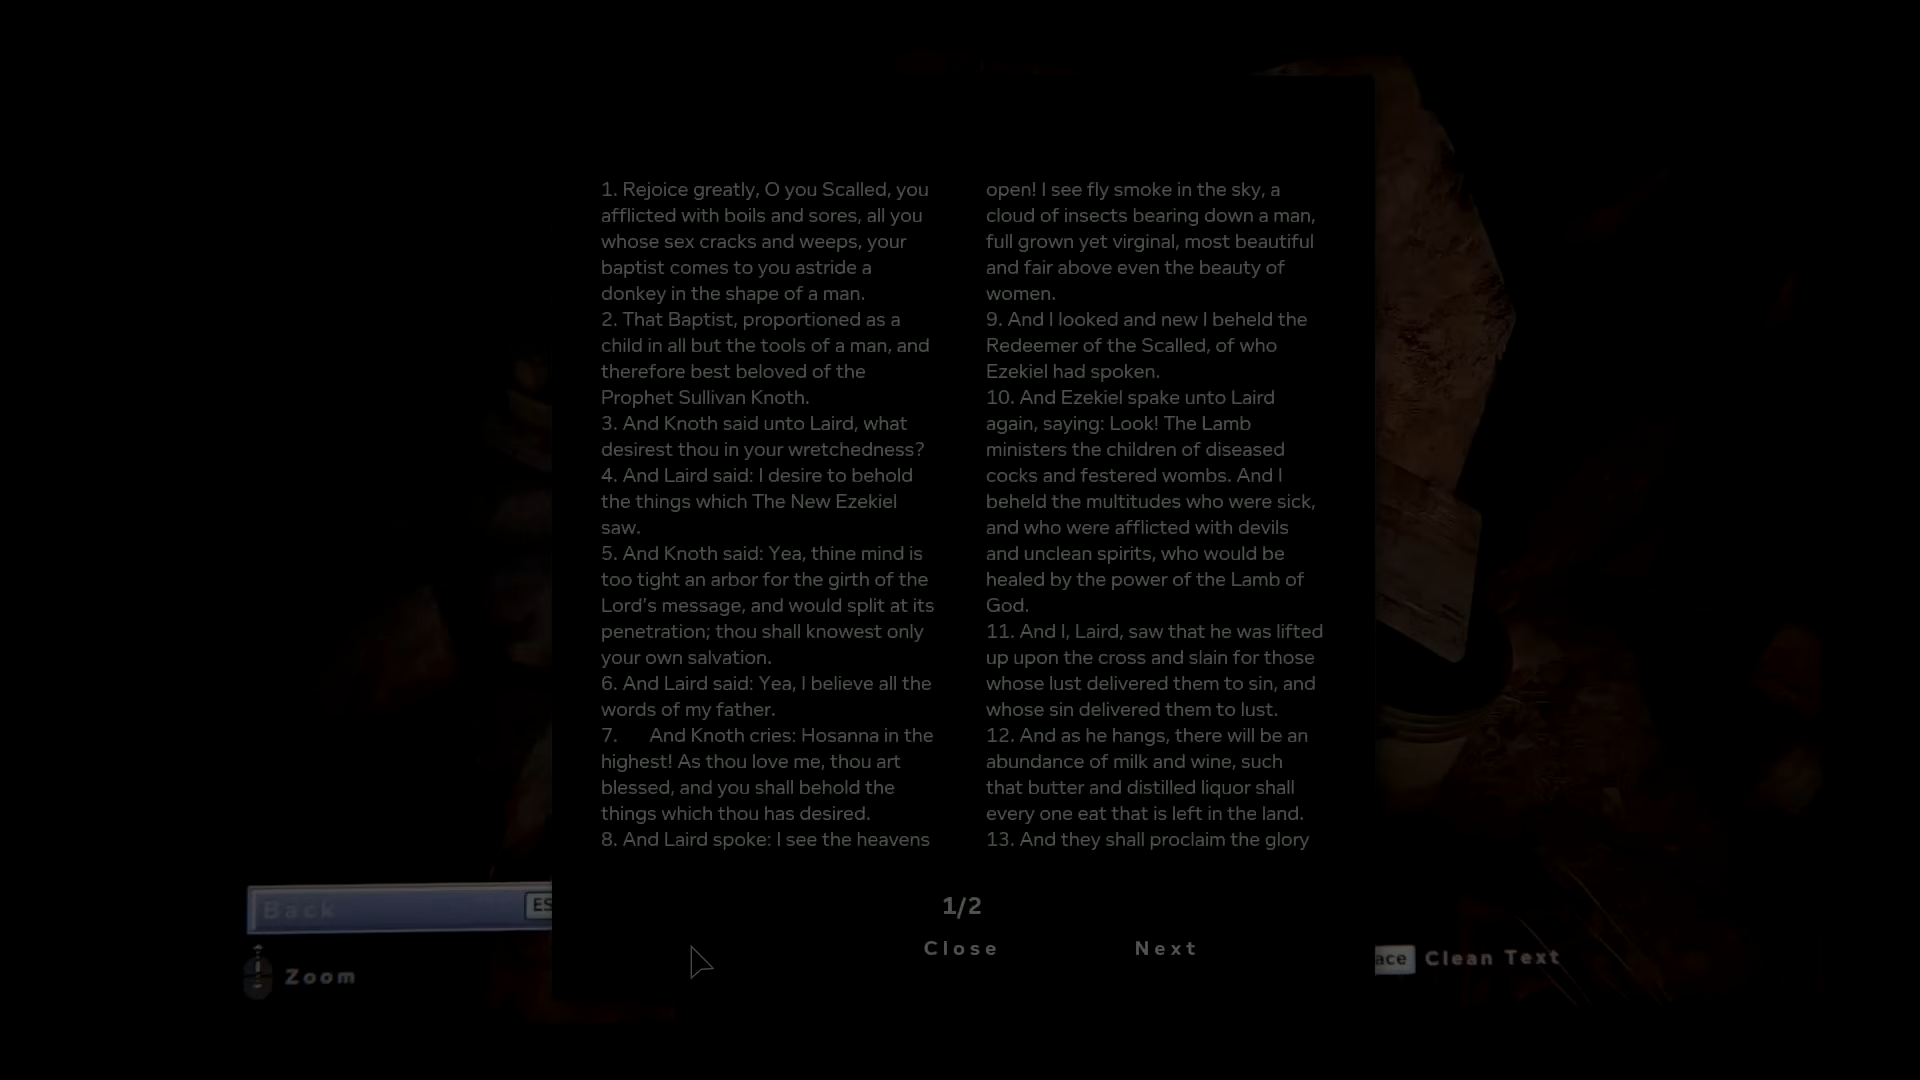 1. Rejoice greatly, O you Scalled, you
afflicted with boils and sores, all you
whose sex cracks and weeps, your
baptist comes to you astride a
donkey in the shape of a man.
2. That Baptist, proportioned as a
child in all but the tools of a man, and
therefore best beloved of the
Prophet Sullivan Knoth.
3. And Knoth said unto Laird, what
desirest thou in your wretchedness?
4. And Laird said: I desire to behold
the things which The New Ezekiel
saw.
5. And Knoth said: Yea, thine mind is
too tight an arbor for the girth of the
Lord's message, and would split at its
penetration; thou shall knowest only
your own salvation.
6. And Laird said: Yea, I believe all the
words of my father.
7. And Knoth cries: Hosanna in the
highest! As thou love me, thou art
blessed, and you shall behold the
things which thou has desired.
8. And Laird spoke: I see the heavens
open! I see fly smoke in the sky, a
cloud of insects bearing down a man,
full grown yet virginal, most beautiful
and fair above even the beauty of
women.
9. And I looked and new I beheld the
Redeemer of the Scalled, of who
Ezekiel had spoken.
10. And Ezekiel spake unto Laird
again, saying: Look! The Lamb
ministers the children of diseased
cocks and festered wombs. And I
beheld the multitudes who were sick,
and who were afflicted with devils
and unclean spirits, who would be
healed by the power of the Lamb of
God.
11. And I, Laird, saw that he was lifted
up upon the cross and slain for those
whose lust delivered them to sin, and
whose sin delivered them to lust.
12. And as he hangs, there will be an
abundance of milk and wine, such
that butter and distilled liquor shall
every one eat that is left in the land.
13. And they shall proclaim the glory
1/2
Close Next
Back ES
Zoom
ace Clean Text